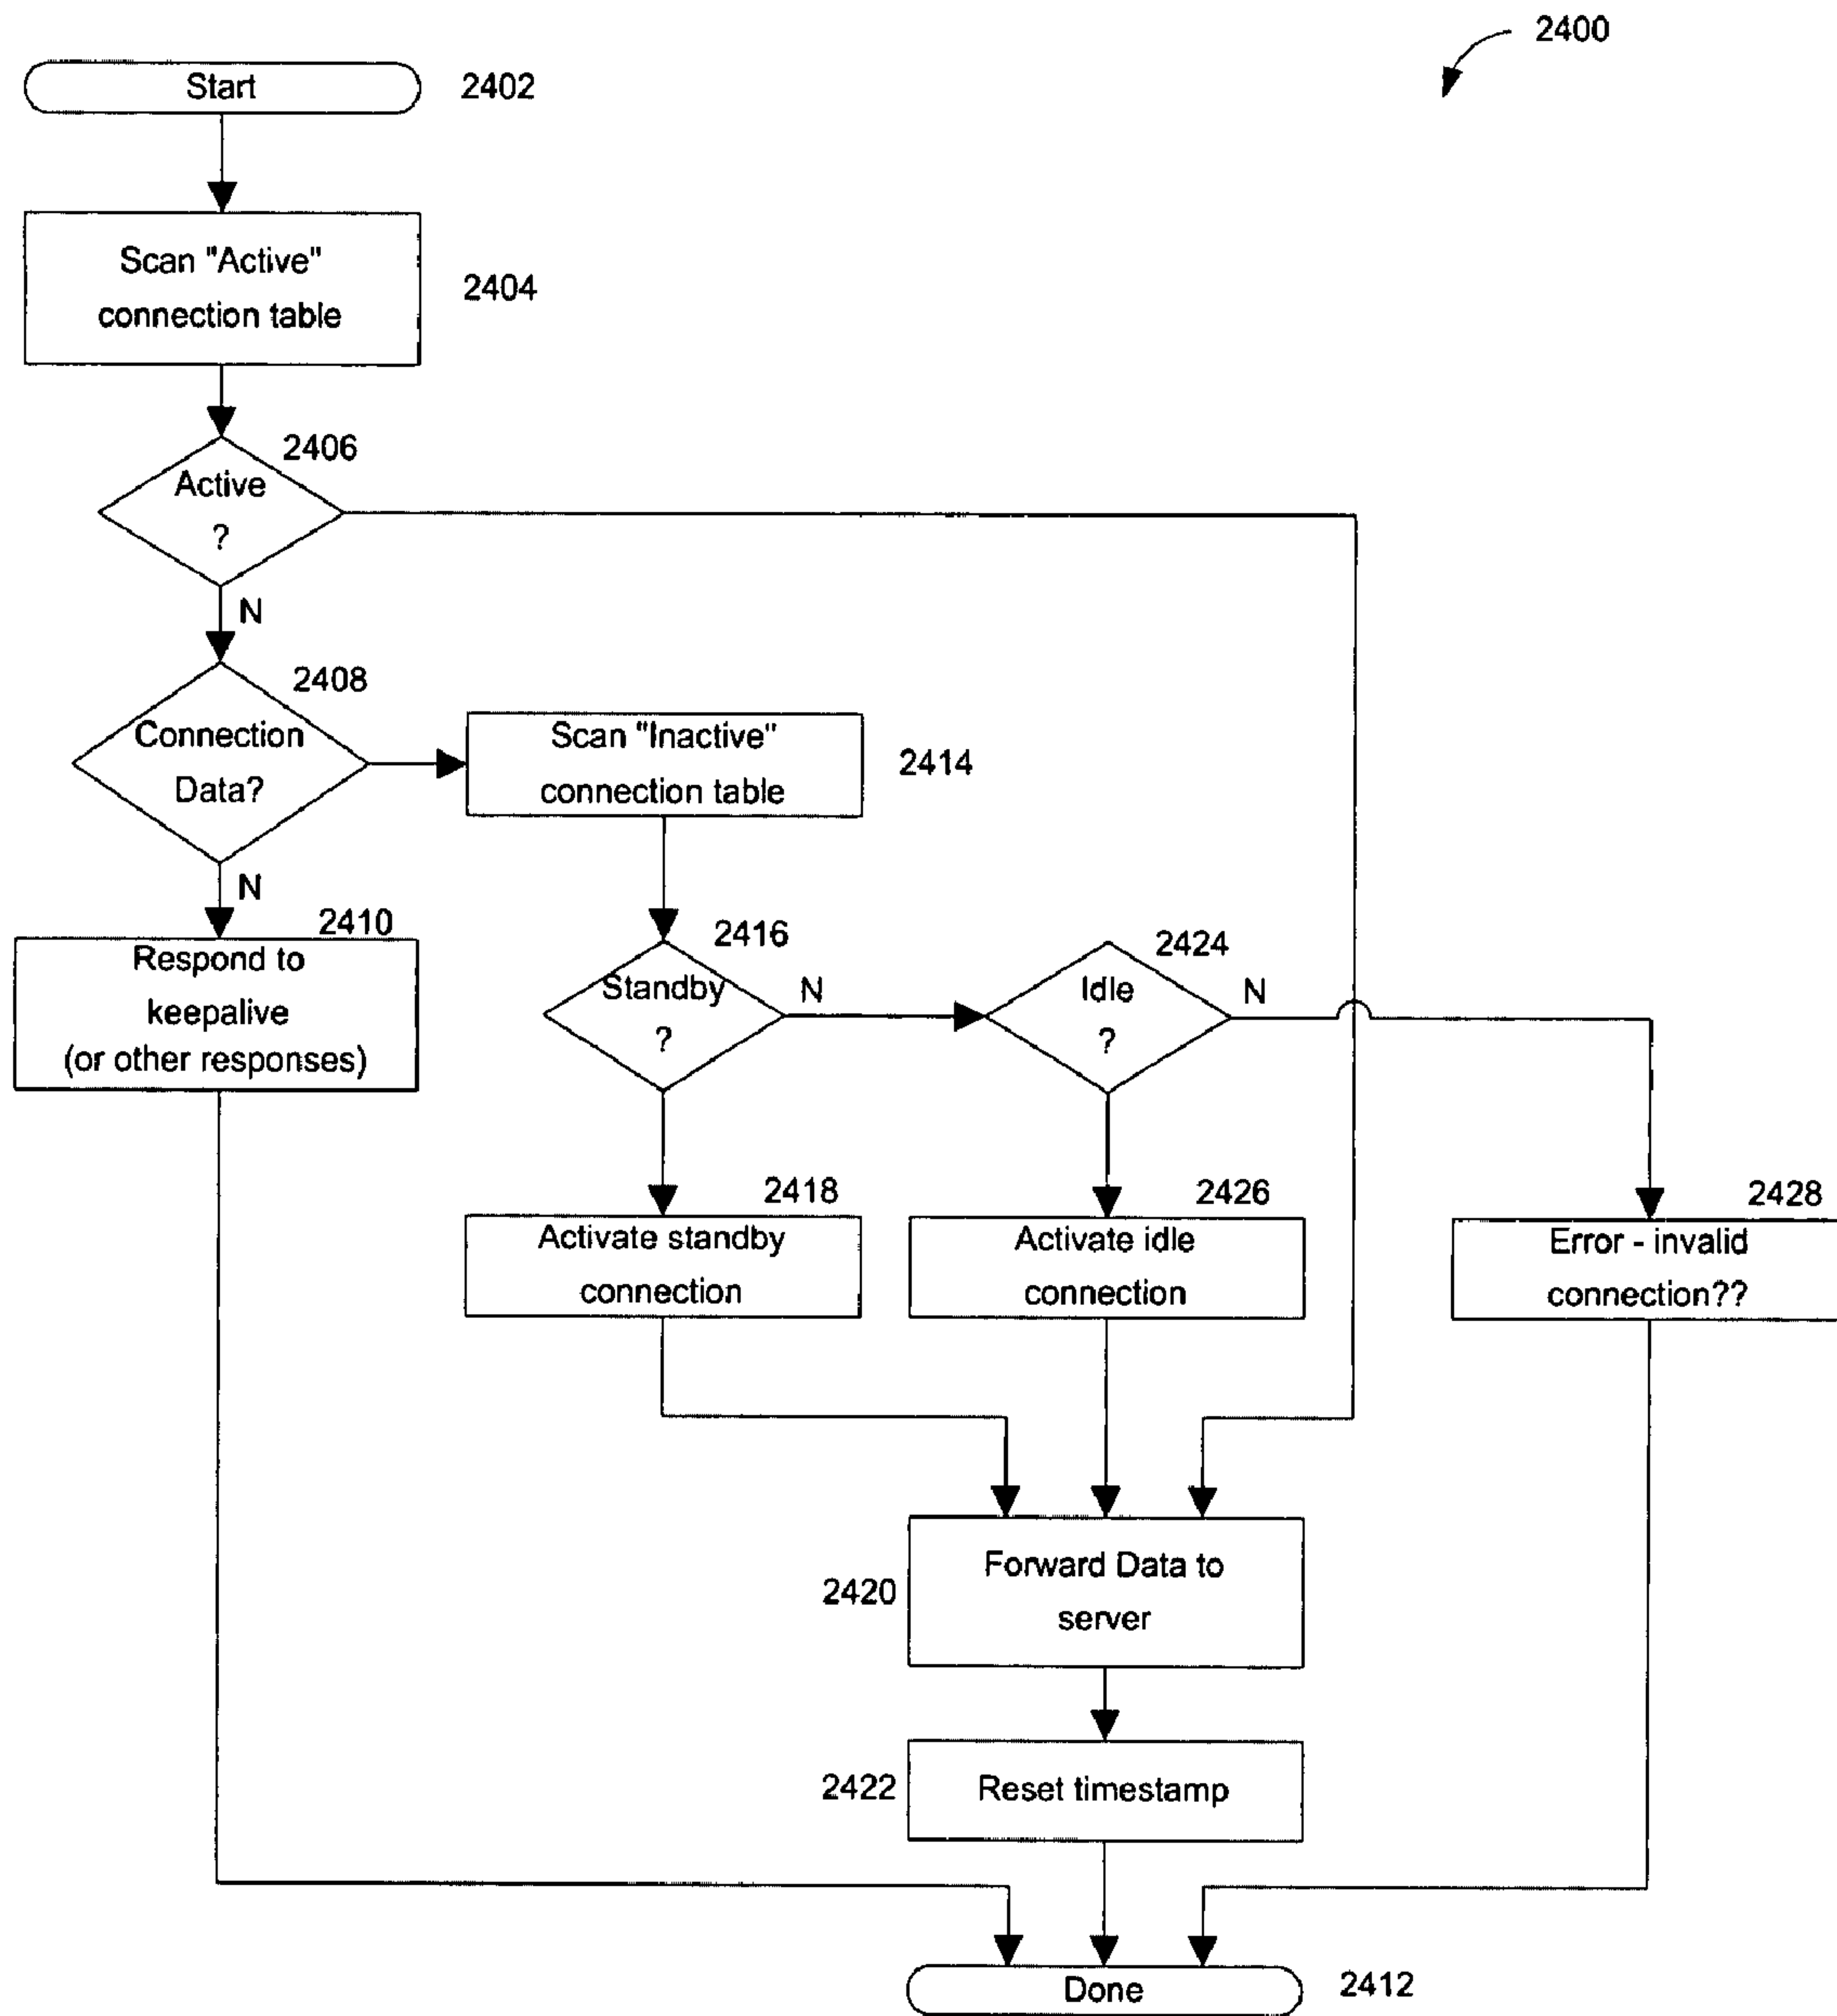 2400
Start
2402
Scan "Active"
connection table
2404
2406
Active
?
N
2408
Connection
Data?
Scan "Inactive"
connection table
2414
N
2410
Respond to
keepalive
(or other responses)
2416
Standby
?
N
2424
Idle
?
N
2418
Activate standby
connection
2426
Activate idle
connection
2428
Error - invalid
connection??
2420
Forward Data to
server
2422
Reset timestamp
Done
2412